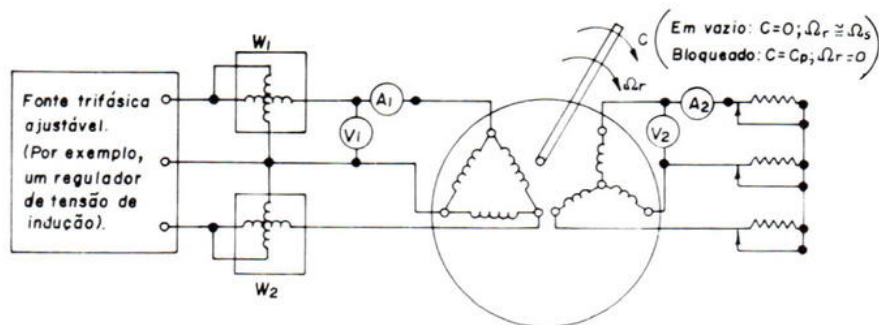 W1
Fonte trifásica
ajustável.
(Por exemplo,
um regulador
de tensão de
indução).
W2
A1
V1
C
Ωr
(Em vazio: C=0; Ωr ≅ Ωs
Bloqueado: C=Cp; Ωr=0)
A2
V2